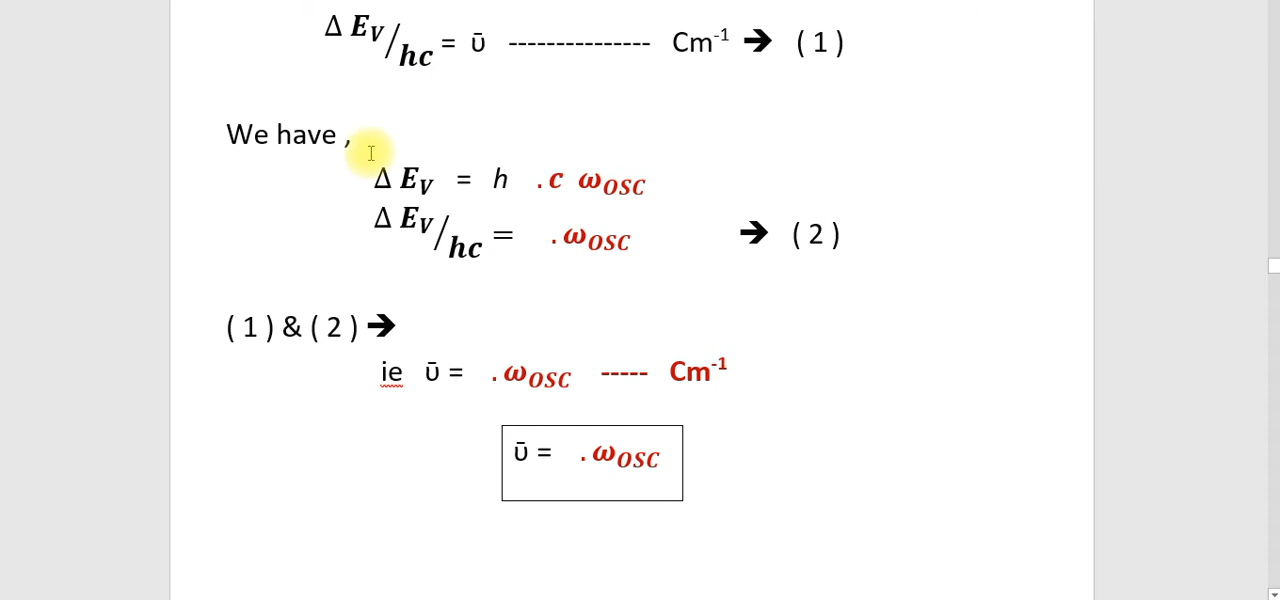 Δ E_V/hc = ῡ --------------- Cm⁻¹ ➔ ( 1 )
We have ,
Δ E_V = h . c ω_OSC
Δ E_V/hc = . ω_OSC ➔ ( 2 )
( 1 ) & ( 2 ) ➔
ie ῡ = . ω_OSC ----- Cm⁻¹
ῡ = . ω_OSC